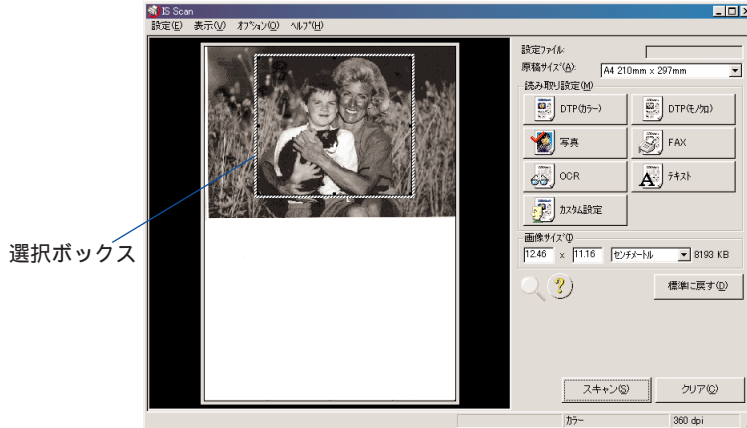 IS Scan
設定(E) 表示(V) オプション(O) ヘルプ(H)
設定ファイル:
原稿サイズ(A): A4 210mm x 297mm
読み取り設定(M)
DTP(カラー) DTP(モノクロ)
写真 FAX
OCR テキスト
カスタム設定
選択ボックス
画像サイズ(I)
12.46 x 11.16 センチメートル 8193 KB
標準に戻す(D)
スキャン(S) クリア(C)
カラー 360 dpi